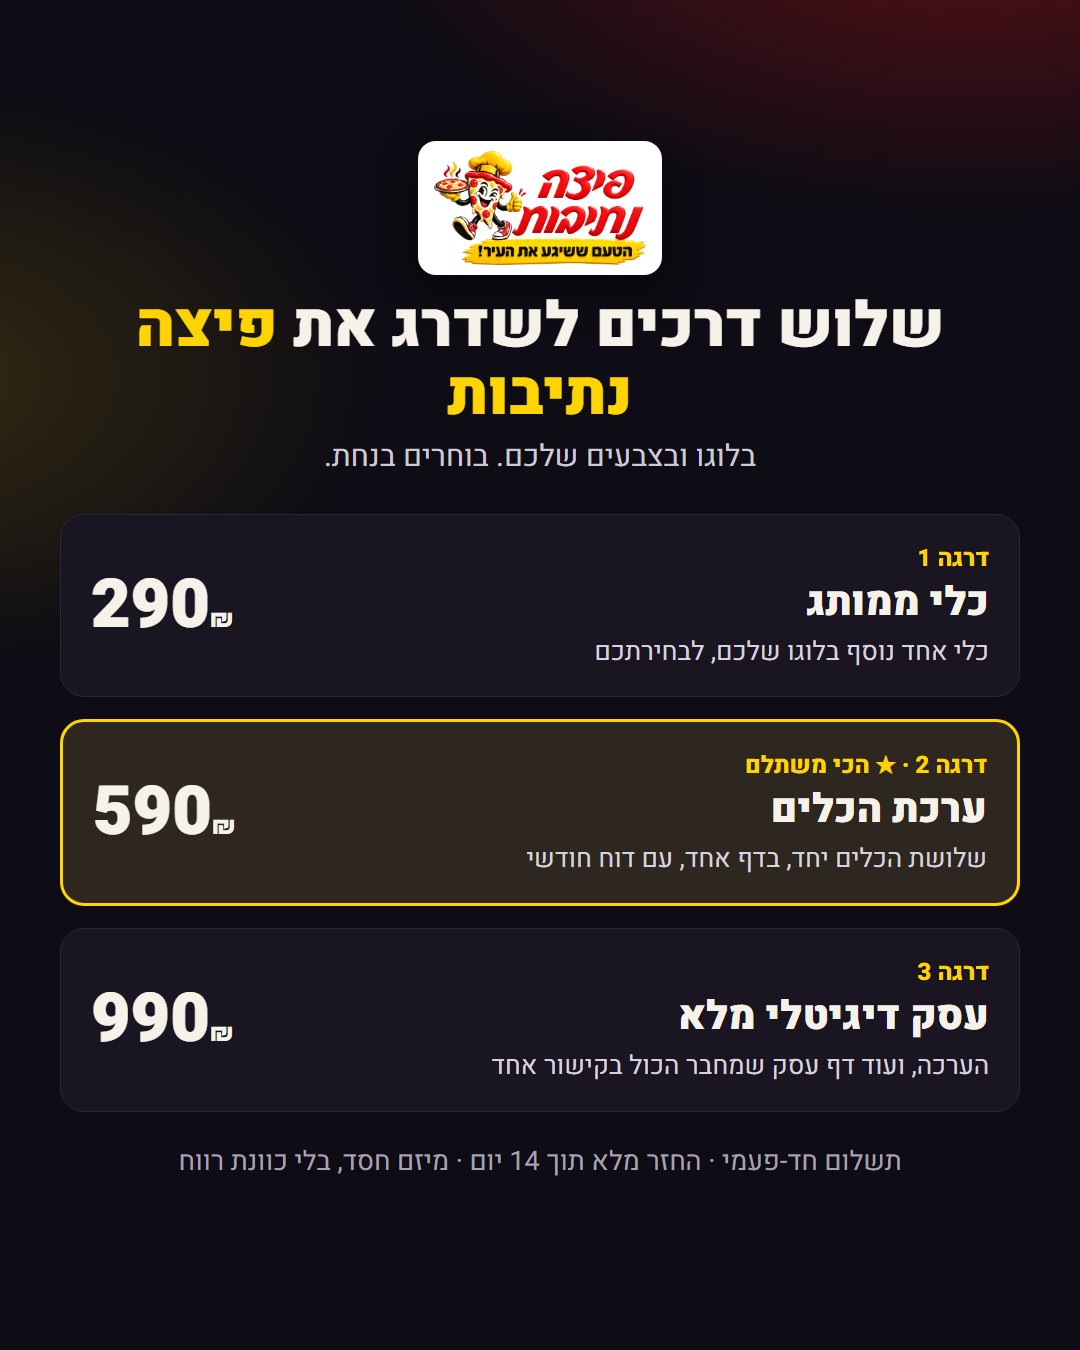 פיצה
נתיבות
הטעם ששיגע את העיר!
שלוש דרכים לשדרג את פיצה
נתיבות
בלוגו ובצבעים שלכם. בוחרים בנחת.
דרגה 1
כלי ממותג
כלי אחד נוסף בלוגו שלכם, לבחירתכם
290₪
דרגה 2 · ★ הכי משתלם
ערכת הכלים
שלושת הכלים יחד, בדף אחד, עם דוח חודשי
590₪
דרגה 3
עסק דיגיטלי מלא
הערכה, ועוד דף עסק שמחבר הכול בקישור אחד
990₪
תשלום חד-פעמי · החזר מלא תוך 14 יום · מיזם חסד, בלי כוונת רווח